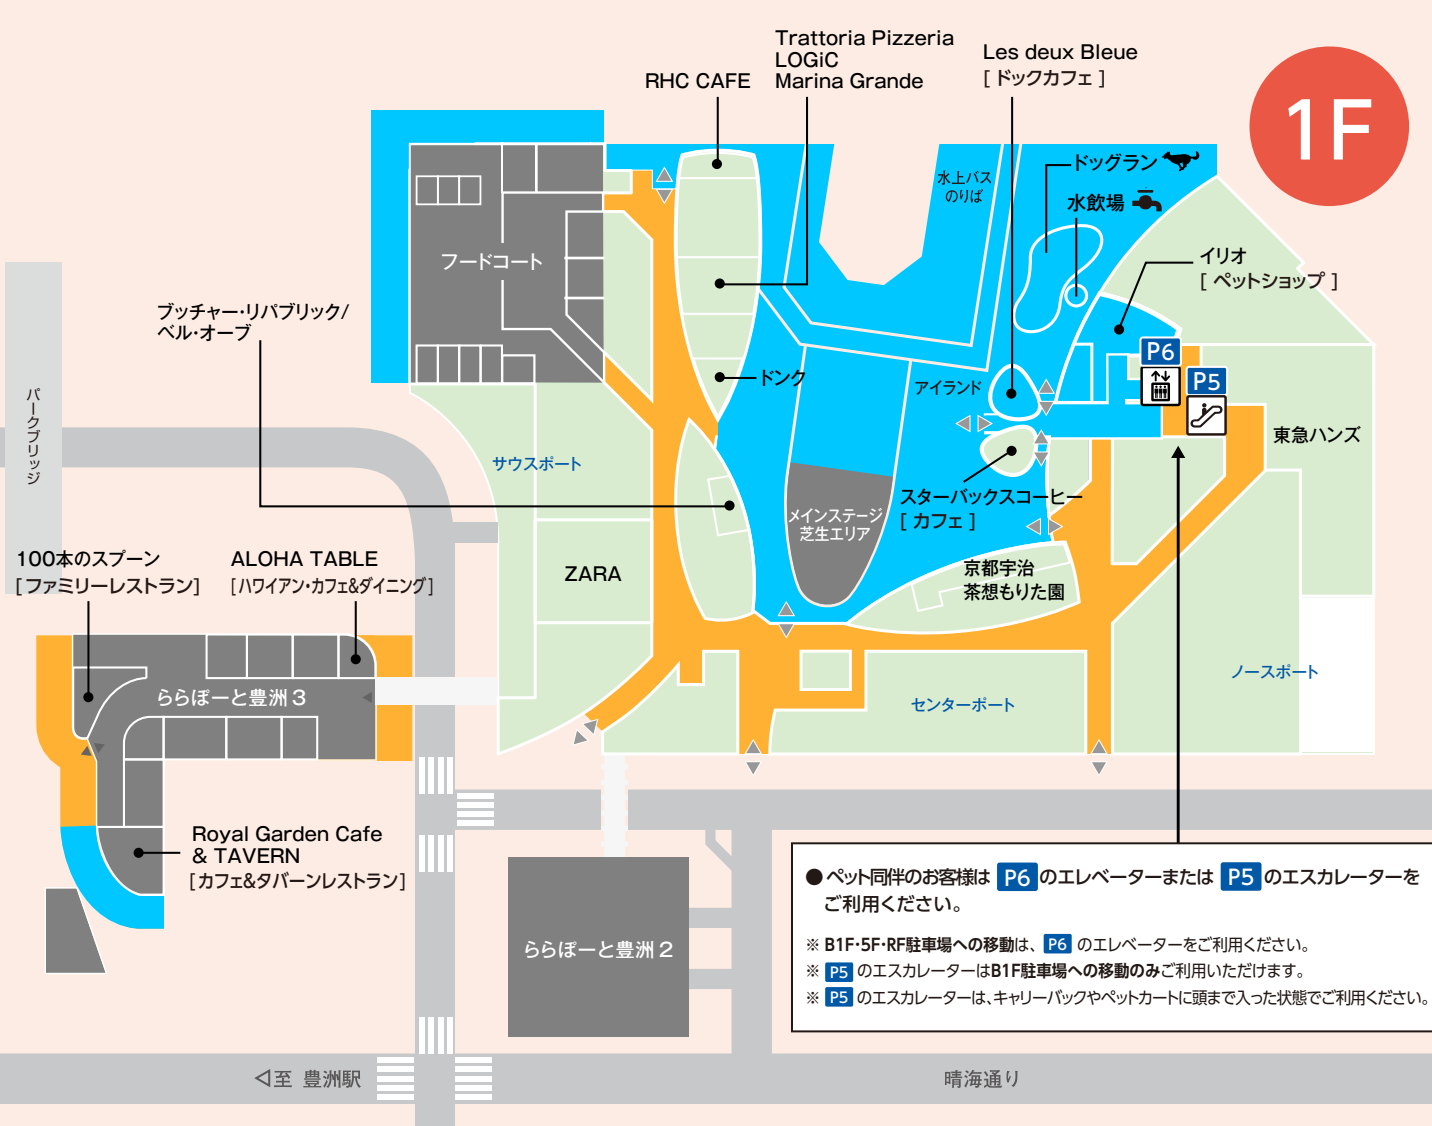 1F
Trattoria Pizzeria
LOGiC
Marina Grande
RHC CAFE
Les deux Bleue
[ ドックカフェ ]
ドッグラン
水上バス
のりば
水飲場
イリオ
[ ペットショップ ]
フードコート
ブッチャー・リパブリック/
ベル・オーブ
P6
P5
ドンク
アイランド
パークブリッジ
東急ハンズ
サウスポート
スターバックスコーヒー
[ カフェ ]
メインステージ
芝生エリア
100本のスプーン
[ ファミリーレストラン]
ALOHA TABLE
[ハワイアン・カフェ&ダイニング]
ZARA
京都宇治
茶想もりた園
ららぽーと豊洲 3
ノースポート
センターポート
Royal Garden Cafe
& TAVERN
[カフェ&タバーンレストラン]
ららぽーと豊洲 2
●ペット同伴のお客様は P6 のエレベーターまたは P5 のエスカレーターを
ご利用ください。
※ B1F・5F・RF駐車場への移動は、 P6 のエレベーターをご利用ください。
※ P5 のエスカレーターはB1F駐車場への移動のみご利用いただけます。
※ P5 のエスカレーターは、キャリーバックやペットカートに頭まで入った状態でご利用ください。
◁至 豊洲駅
晴海通り